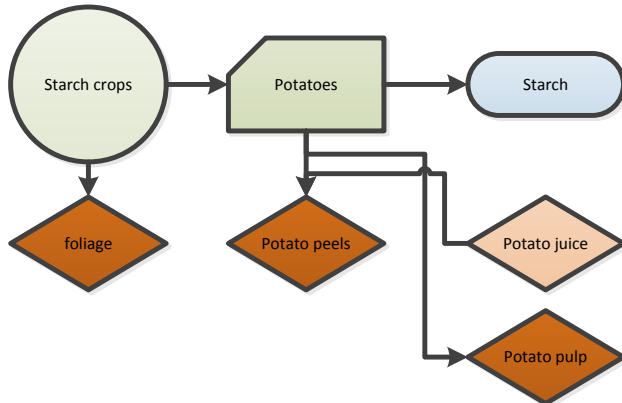 Starch crops
Potatoes
Starch
foliage
Potato peels
Potato juice
Potato pulp